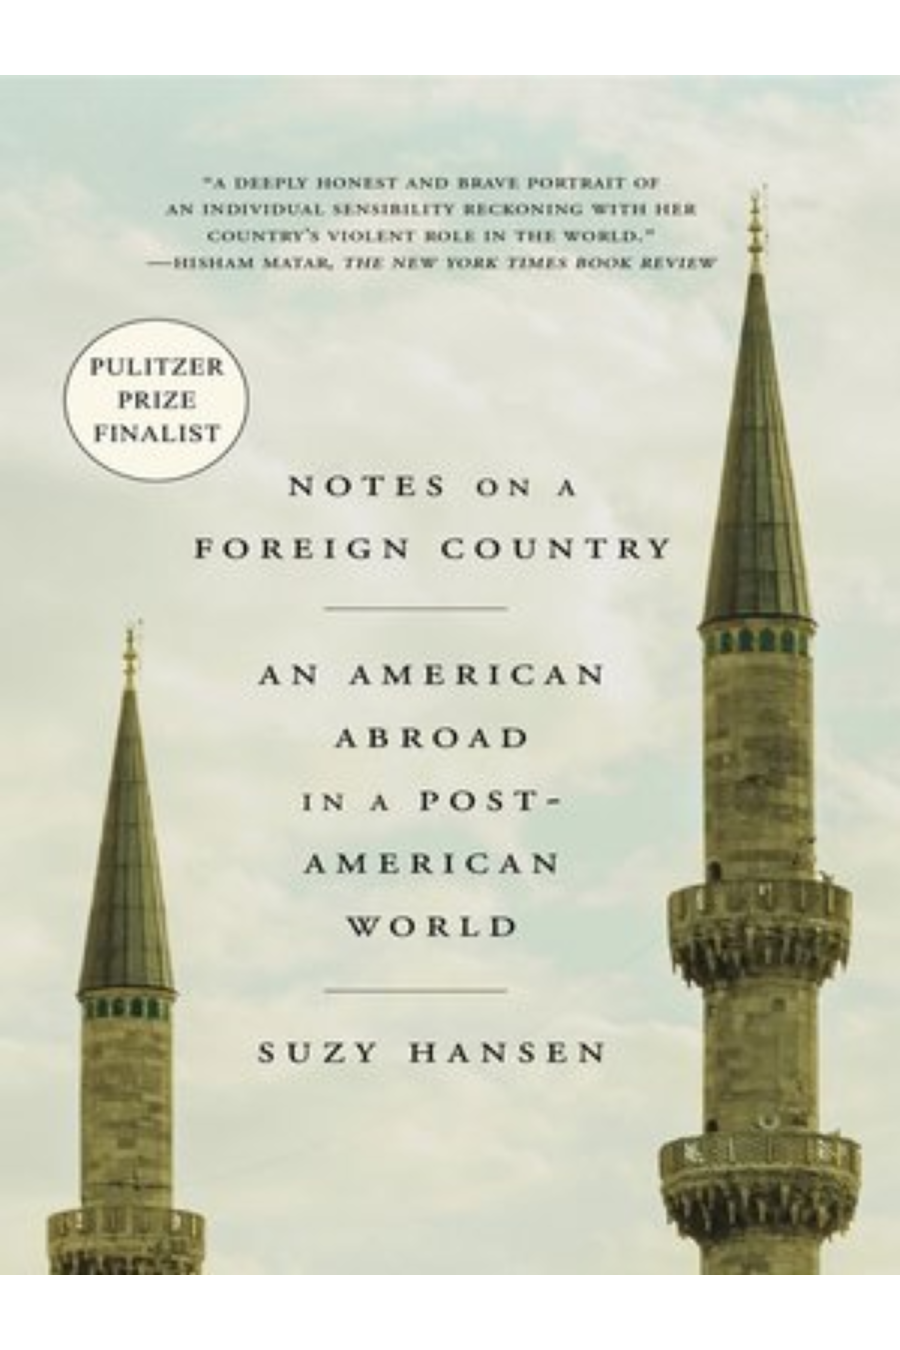 "A DEEPLY HONEST AND BRAVE PORTRAIT OF
AN INDIVIDUAL SENSIBILITY RECKONING WITH HER
COUNTRY'S VIOLENT ROLE IN THE WORLD."
—HISHAM MATAR, THE NEW YORK TIMES BOOK REVIEW
PULITZER
PRIZE
FINALIST
NOTES ON A
FOREIGN COUNTRY
AN AMERICAN
ABROAD
IN A POST-
AMERICAN
WORLD
SUZY HANSEN